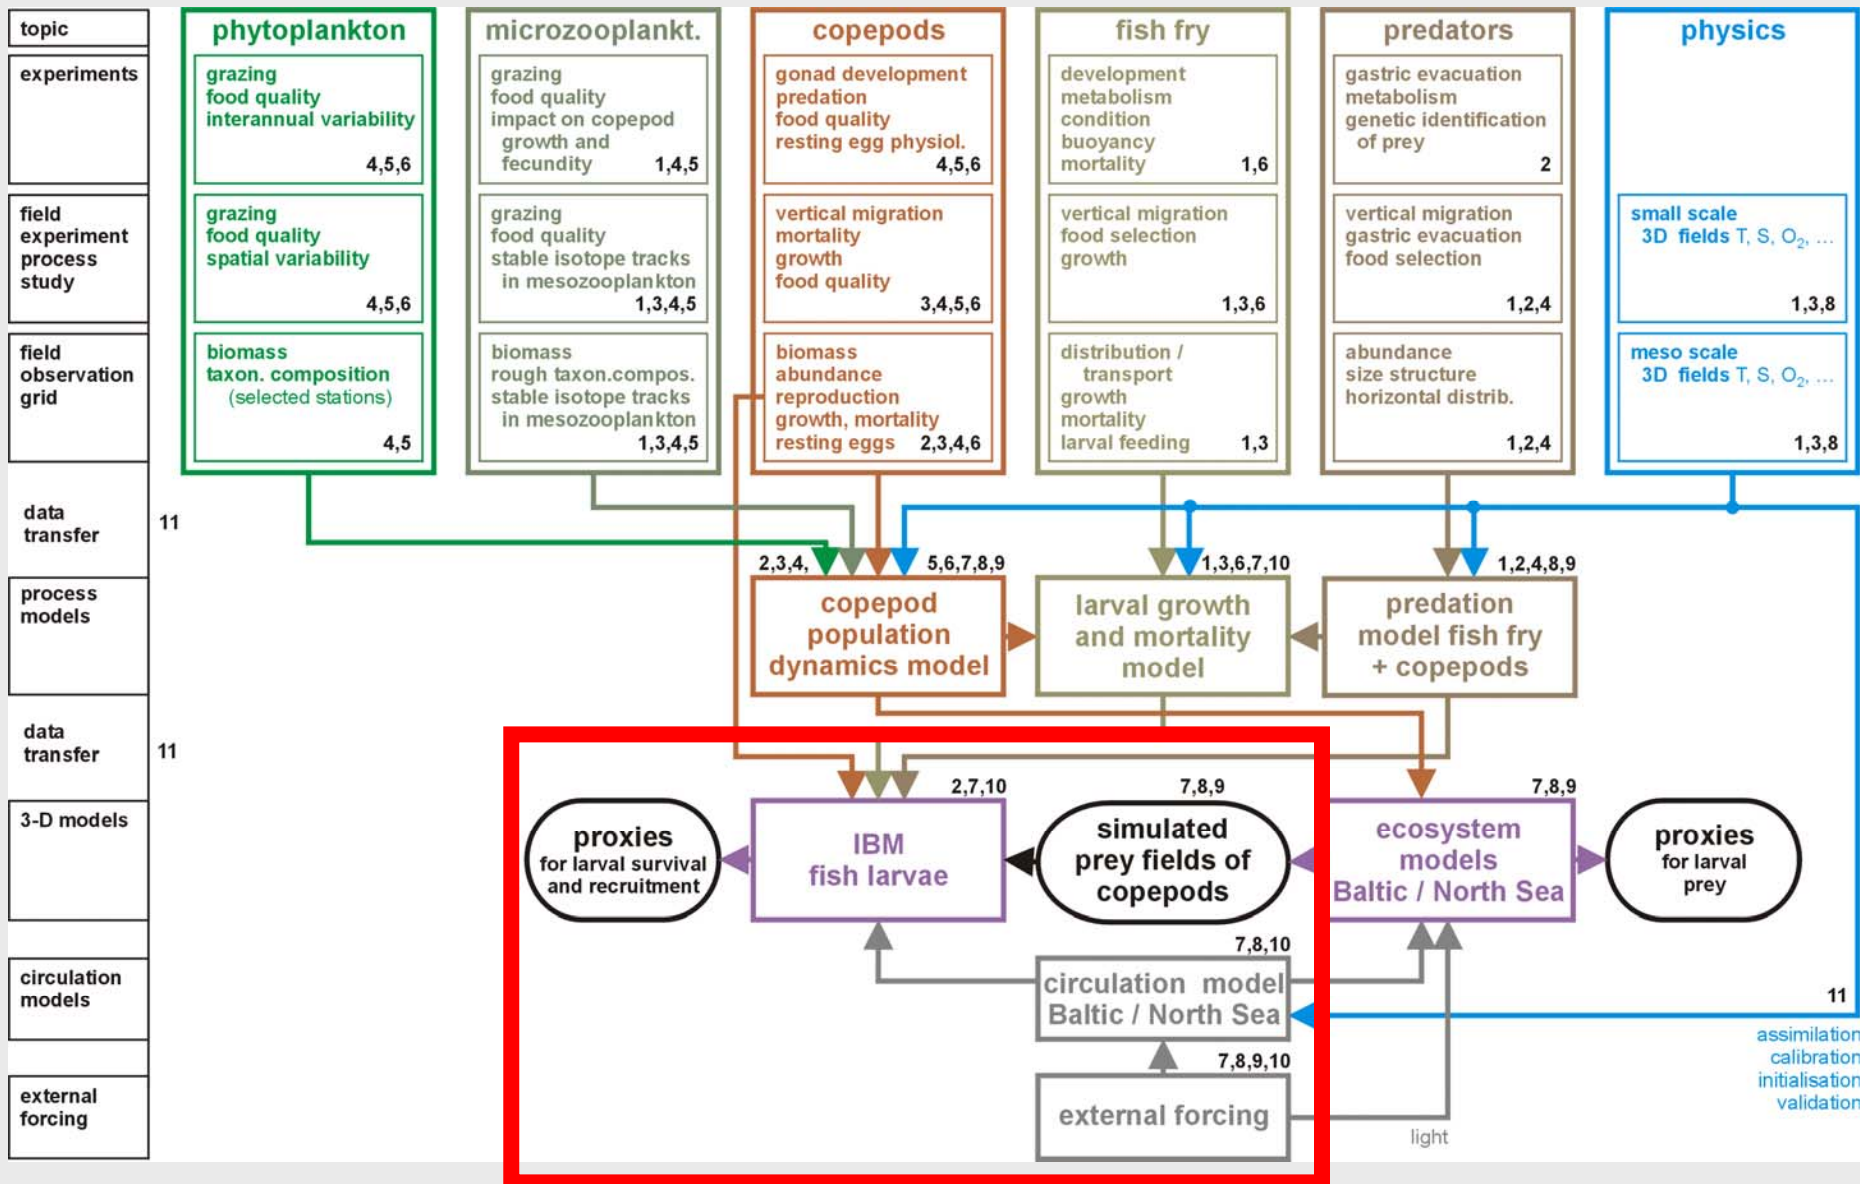 topic
phytoplankton
microzooplankt.
copepods
fish fry
predators
physics
experiments
grazing
food quality
interannual variability
4,5,6
grazing
food quality
impact on copepod
growth and
fecundity
1,4,5
gonad development
predation
food quality
resting egg physiol.
4,5,6
development
metabolism
condition
buoyancy
mortality
1,6
gastric evacuation
metabolism
genetic identification
of prey
2
field
experiment
process
study
grazing
food quality
spatial variability
4,5,6
grazing
food quality
stable isotope tracks
in mesozooplankton
1,3,4,5
vertical migration
mortality
growth
food quality
3,4,5,6
vertical migration
food selection
growth
1,3,6
vertical migration
gastric evacuation
food selection
1,2,4
small scale
3D fields T, S, O₂, ...
1,3,8
field
observation
grid
biomass
taxon. composition
(selected stations)
4,5
biomass
rough taxon.compos.
stable isotope tracks
in mesozooplankton
1,3,4,5
biomass
abundance
reproduction
growth, mortality
resting eggs 2,3,4,6
distribution /
transport
growth
mortality
larval feeding 1,3
abundance
size structure
horizontal distrib.
1,2,4
meso scale
3D fields T, S, O₂, ...
1,3,8
data
transfer
11
2,3,4,
5,6,7,8,9
1,3,6,7,10
1,2,4,8,9
process
models
copepod
population
dynamics model
larval growth
and mortality
model
predation
model fish fry
+ copepods
data
transfer
11
2,7,10
7,8,9
7,8,9
3-D models
proxies
for larval survival
and recruitment
IBM
fish larvae
simulated
prey fields of
copepods
ecosystem
models
Baltic / North Sea
proxies
for larval
prey
circulation
models
7,8,10
circulation model
Baltic / North Sea
11
assimilation
calibration
initialisation
validation
external
forcing
7,8,9,10
external forcing
light